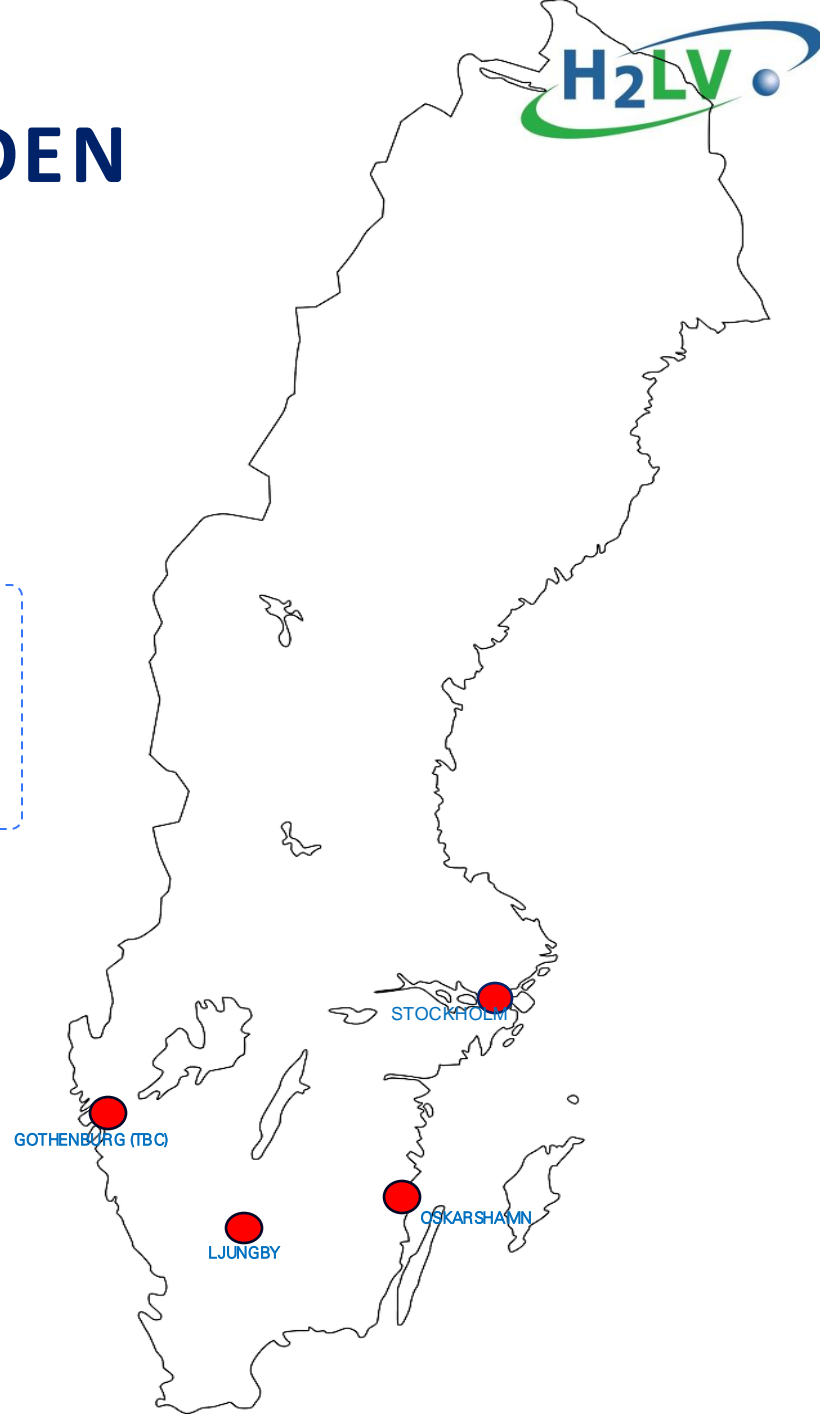 H2LV
DEN
STOCKHOLM
GOTHENBURG (TBC)
OSKARSHAMN
LJUNGBY